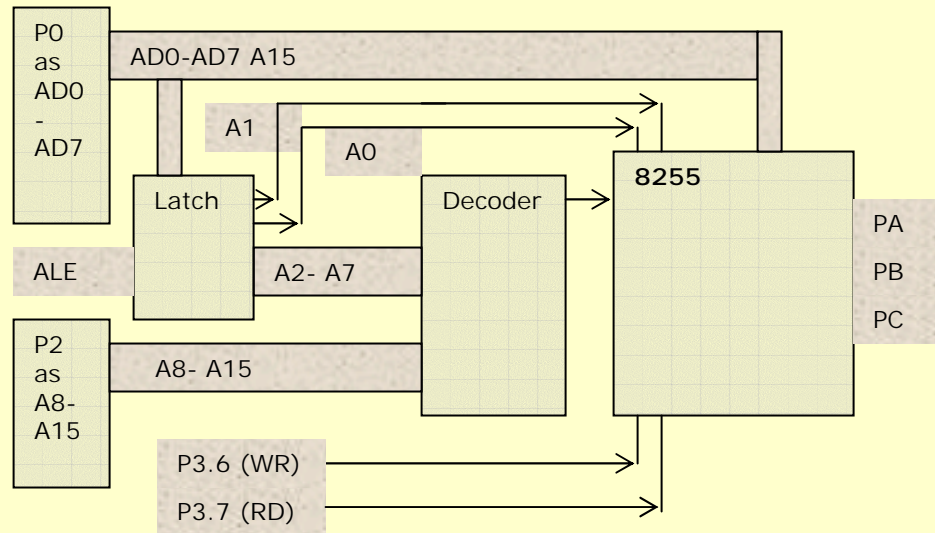 P0
as
AD0
-
AD7
AD0-AD7 A15
A1
A0
Latch
Decoder
8255
PA
PB
PC
ALE
A2- A7
P2
as
A8-
A15
A8- A15
P3.6 (WR)
P3.7 (RD)